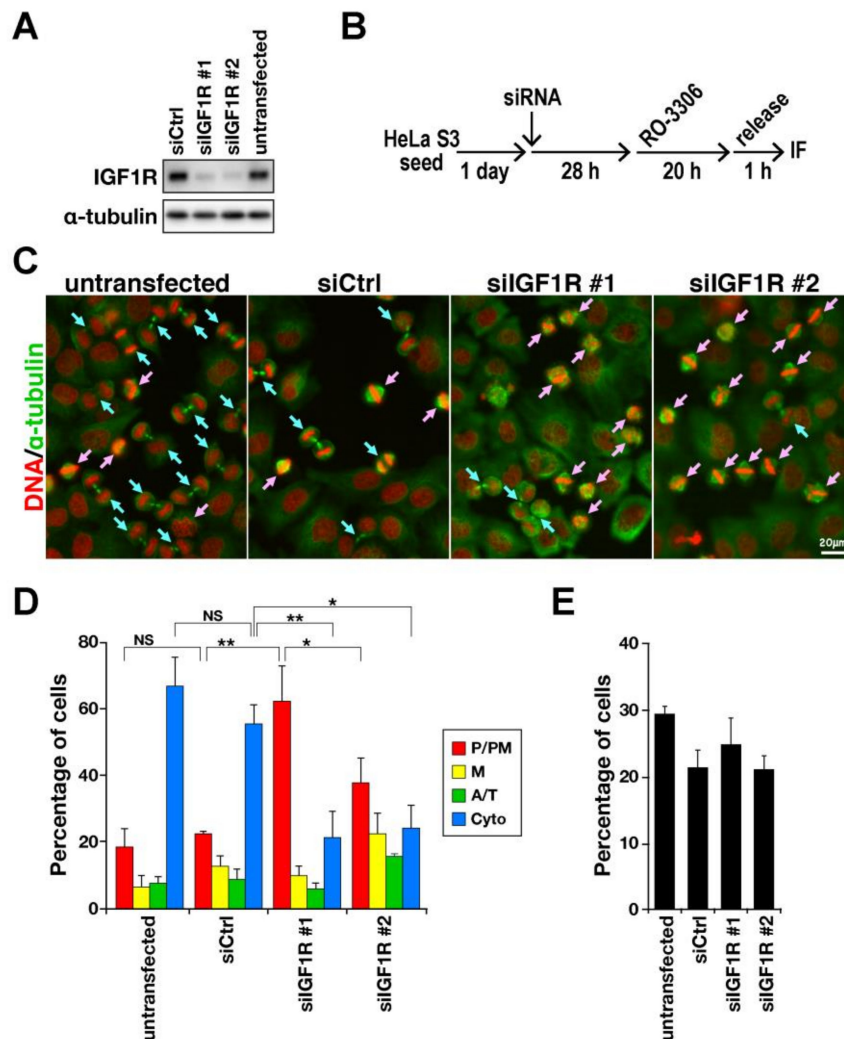 A
siCtrl
siIGF1R #1
siIGF1R #2
untransfected
IGF1R
α-tubulin
B
HeLa S3
seed
1 day
siRNA
28 h
RO-3306
20 h
release
1 h
IF
C
untransfected
siCtrl
siIGF1R #1
siIGF1R #2
DNA/α-tubulin
20μm
D
NS
*
NS
**
**
*
Percentage of cells
80
60
40
20
0
untransfected
siCtrl
siIGF1R #1
siIGF1R #2
P/PM
M
A/T
Cyto
E
Percentage of cells
40
30
20
10
0
untransfected
siCtrl
siIGF1R #1
siIGF1R #2